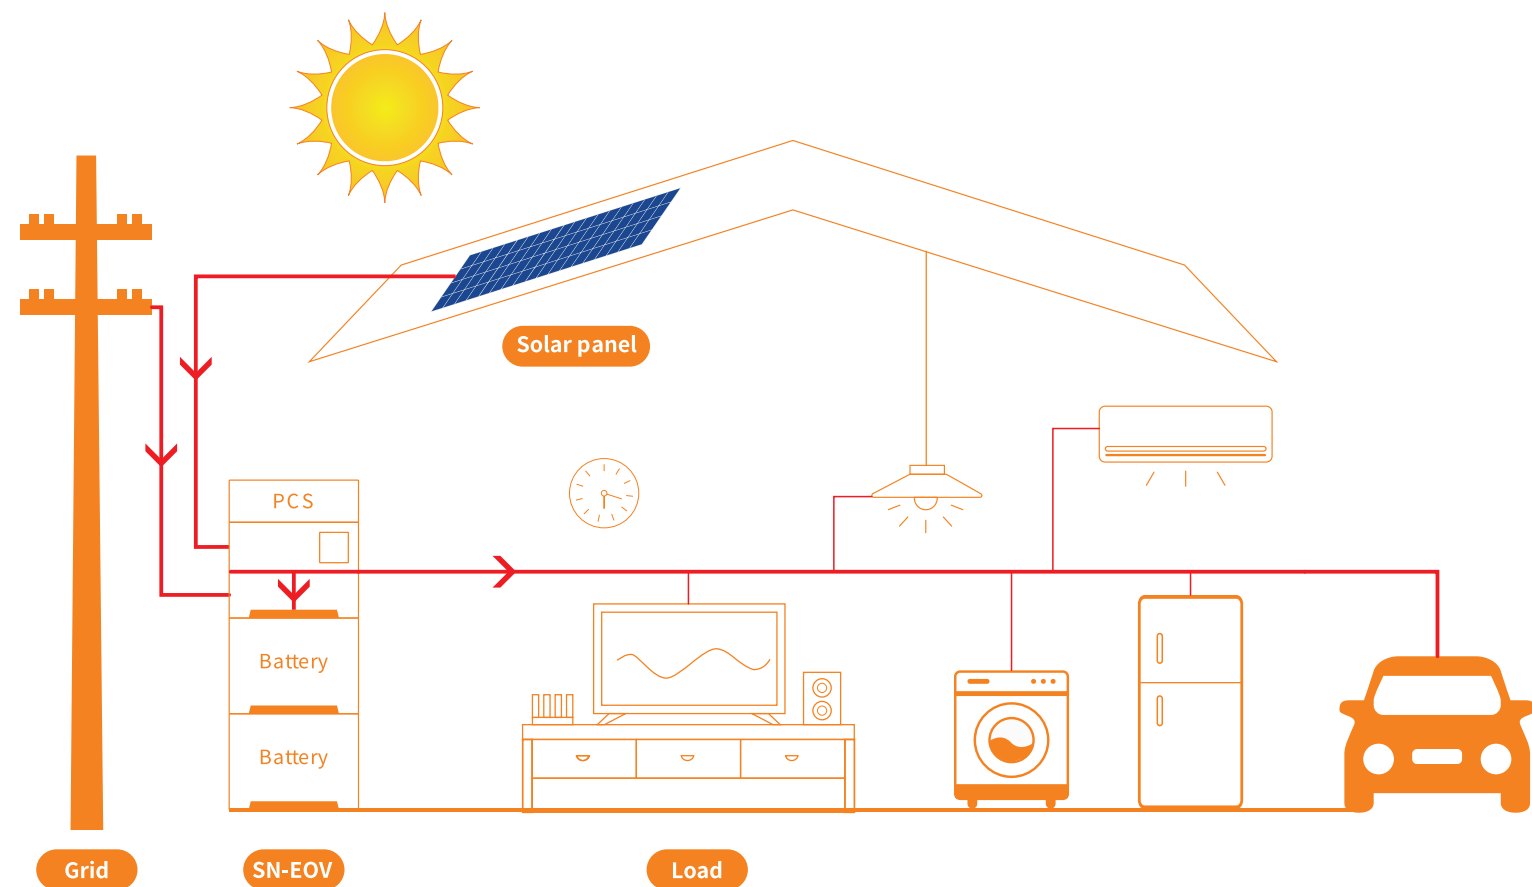 Solar panel
PCS
Battery
Battery
Grid
SN-EOV
Load